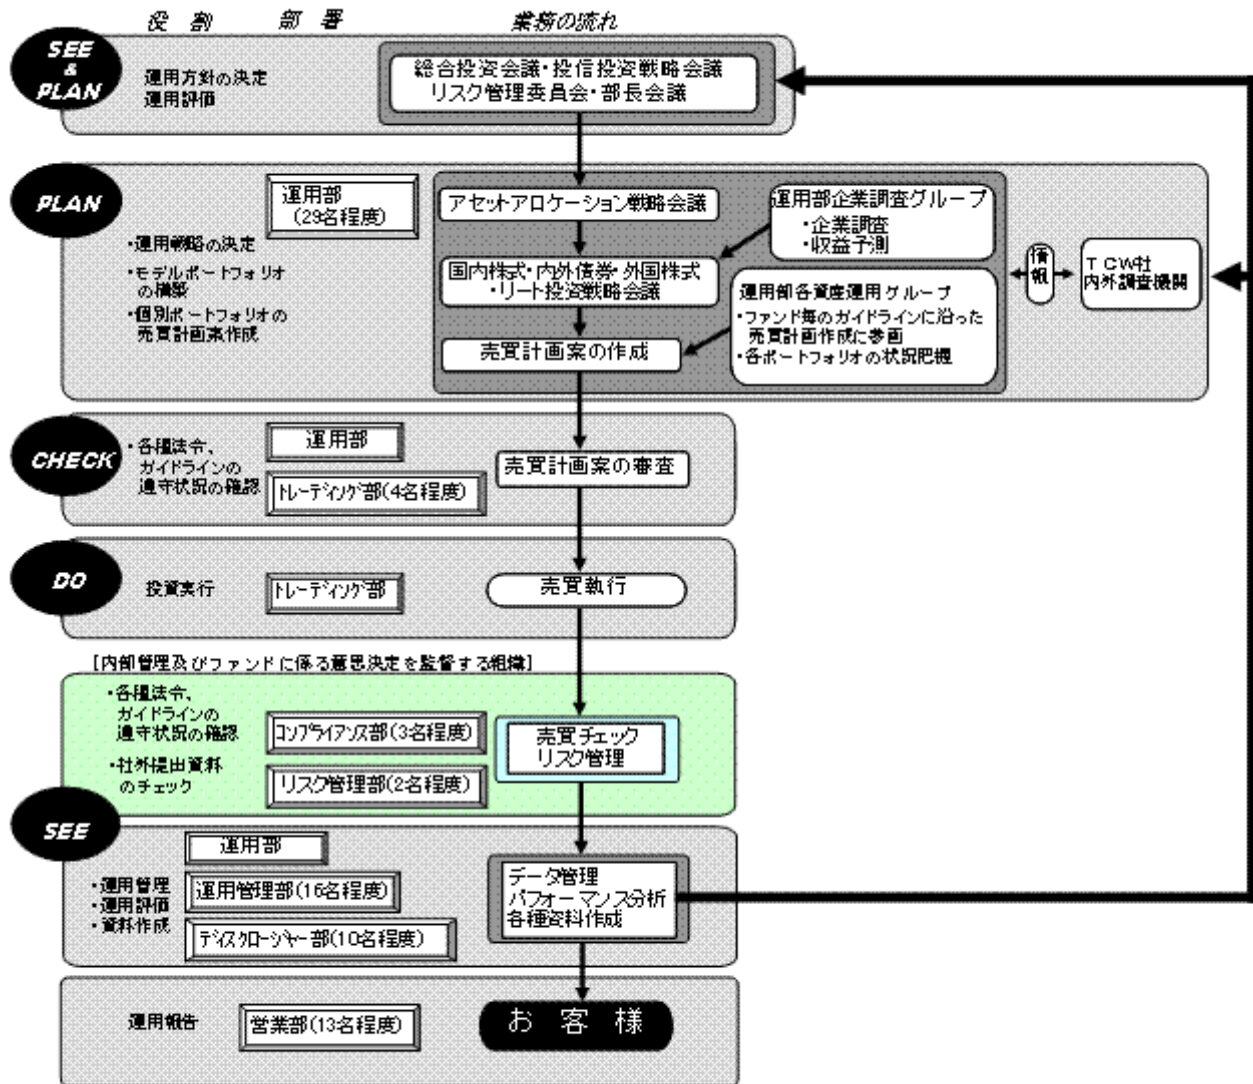 役 割
部 署
業務の流れ
SEE
&
PLAN
運用方針の決定
運用評価
総合投資会議・投信投資戦略会議
リスク管理委員会・部長会議
PLAN
運用部
(29名程度)
・運用戦略の決定
・モデルポートフォリオ
の構築
・個別ポートフォリオの
売買計画案作成
アセットアロケーション戦略会議
国内株式・内外債券・外国株式
・リート投資戦略会議
売買計画案の作成
運用部企業調査グループ
・企業調査
・収益予測
運用部各資産運用グループ
・ファンド毎のガイドラインに沿った
売買計画作成に参画
・各ポートフォリオの状況把握
情報
TCW社
内外調査機関
CHECK
・各種法令、
ガイドラインの
遵守状況の確認
運用部
トレーディング部(4名程度)
売買計画案の審査
DO
投資実行
トレーディング部
売買執行
[内部管理及びファンドに係る意思決定を監督する組織]
・各種法令、
ガイドラインの
遵守状況の確認
・社外提出資料
のチェック
コンプライアンス部(3名程度)
リスク管理部(2名程度)
売買チェック
リスク管理
SEE
・運用管理
・運用評価
・資料作成
運用部
運用管理部(16名程度)
ディスクロージャー部(10名程度)
データ管理
パフォーマンス分析
各種資料作成
運用報告
営業部(13名程度)
お 客 様